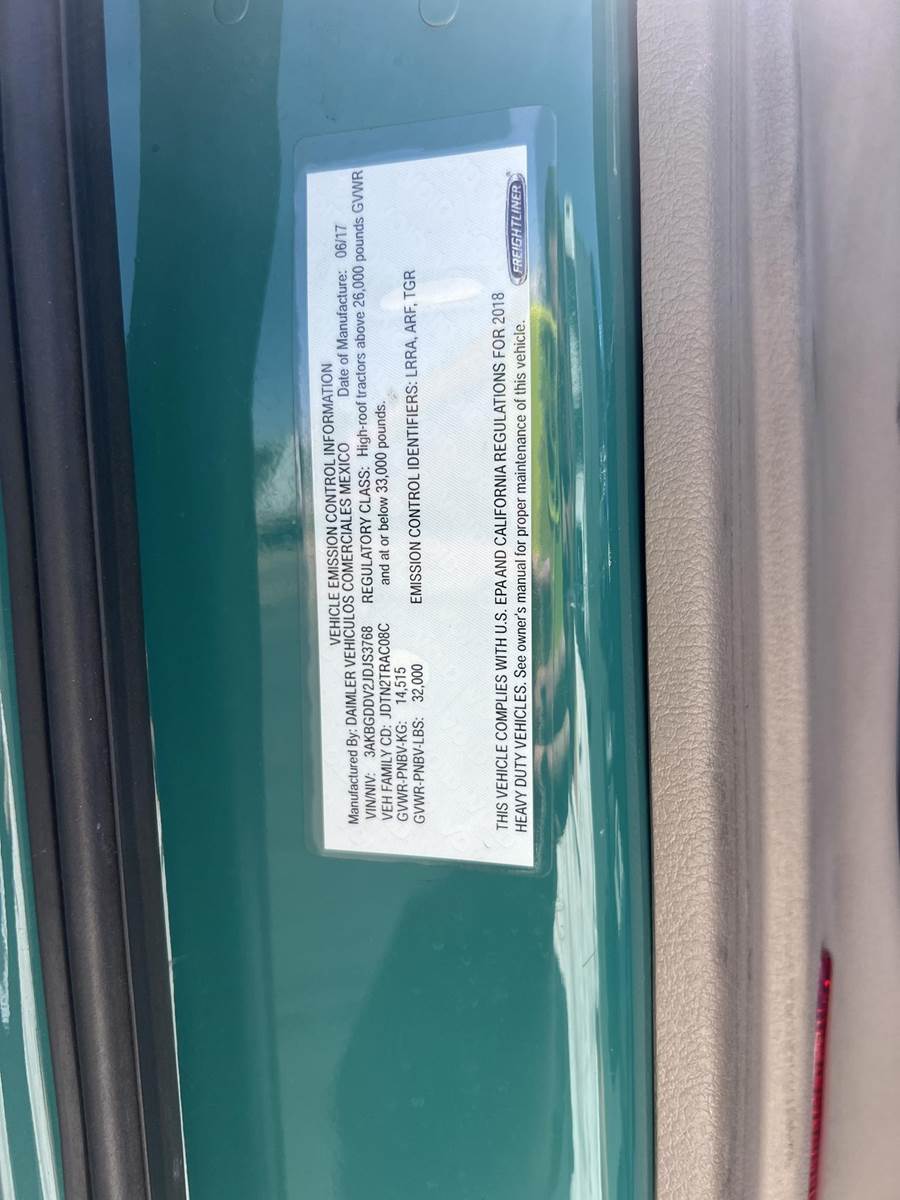 VEHICLE EMISSION CONTROL INFORMATION
Manufactured By: DAIMLER VEHICULOS COMERCIALES MEXICO Date of Manufacture: 06/17
VIN/NIV: 3AKBGDDV2JDJS3768 REGULATORY CLASS: High-roof tractors above 26,000 pounds GVWR
VEH FAMILY CD: JDTN2TRAC08C and at or below 33,000 pounds.
GVWR-PNBV-KG: 14,515
GVWR-PNBV-LBS: 32,000 EMISSION CONTROL IDENTIFIERS: LRRA, ARF, TGR
THIS VEHICLE COMPLIES WITH U.S. EPA AND CALIFORNIA REGULATIONS FOR 2018
HEAVY DUTY VEHICLES. See owner's manual for proper maintenance of this vehicle.
FREIGHTLINER